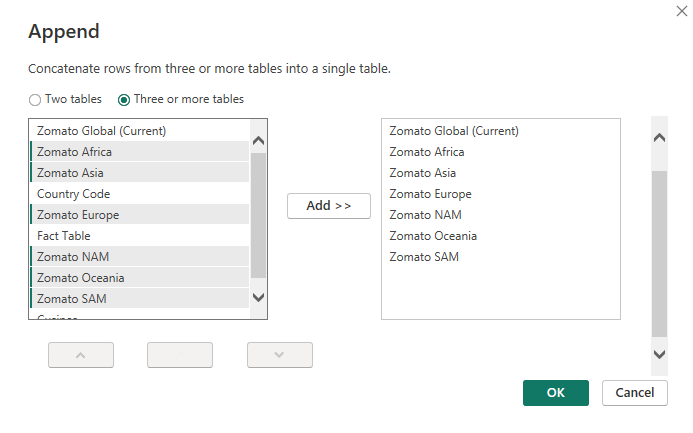 Append
Concatenate rows from three or more tables into a single table.
Two tables Three or more tables
Zomato Global (Current)
Zomato Africa
Zomato Asia
Country Code
Zomato Europe
Fact Table
Zomato NAM
Zomato Oceania
Zomato SAM
Add >>
Zomato Global (Current)
Zomato Africa
Zomato Asia
Zomato Europe
Zomato NAM
Zomato Oceania
Zomato SAM
OK Cancel